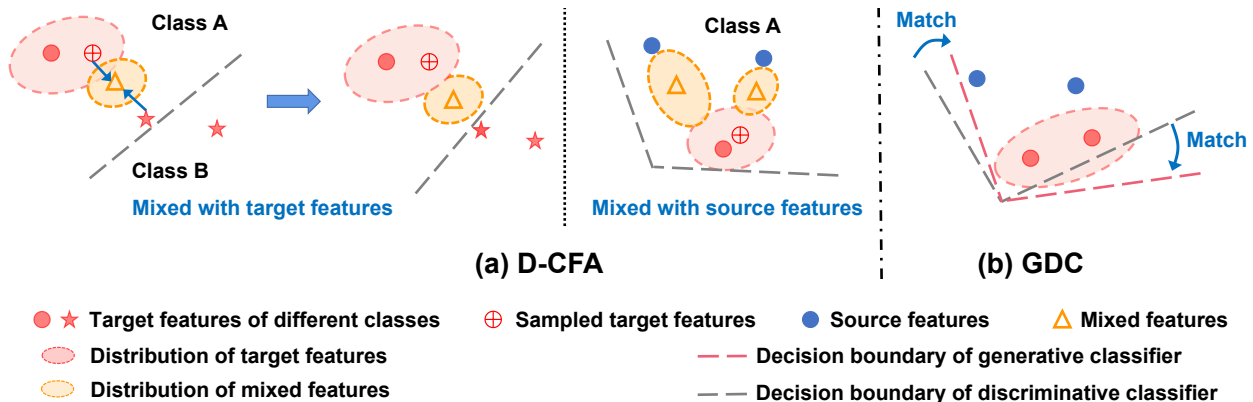 Class A
Class B
Mixed with target features
Class A
Mixed with source features
Match
Match
(a) D-CFA
(b) GDC
Target features of different classes
Sampled target features
Source features
Mixed features
Distribution of target features
Decision boundary of generative classifier
Distribution of mixed features
Decision boundary of discriminative classifier